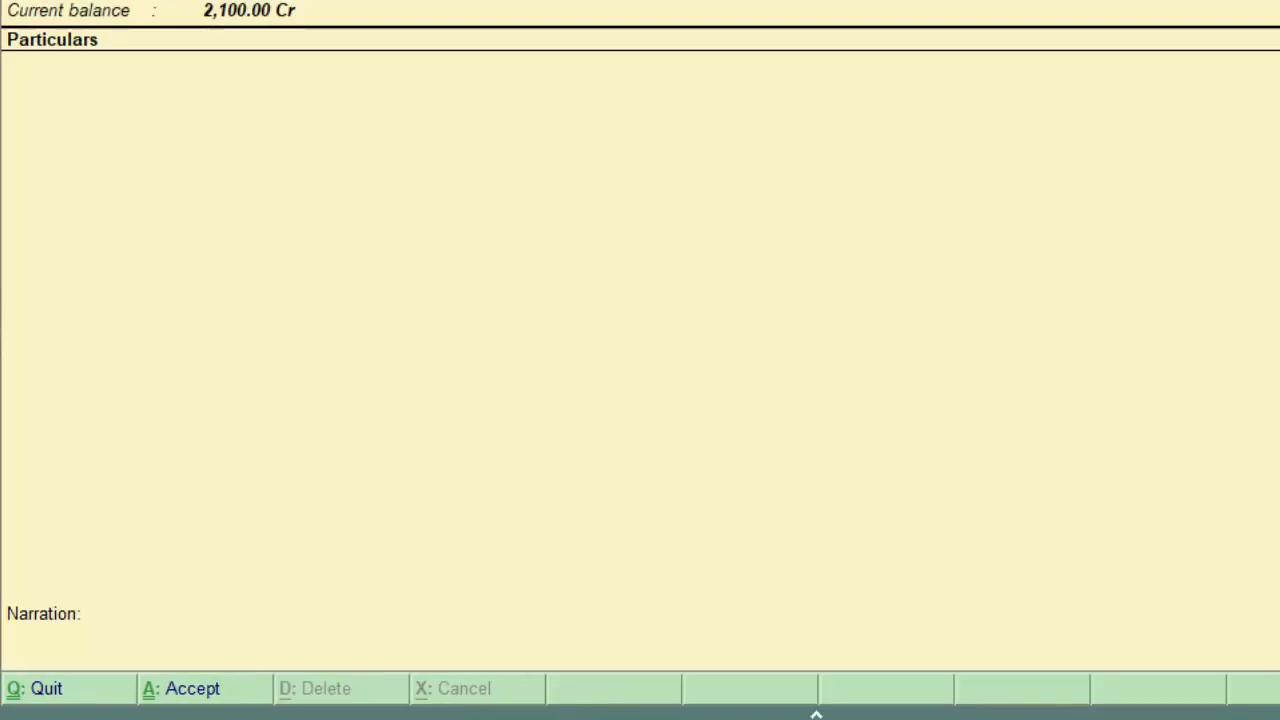 Current balance : 2,100.00 Cr
Particulars
Narration:
Q: Quit A: Accept D: Delete X: Cancel